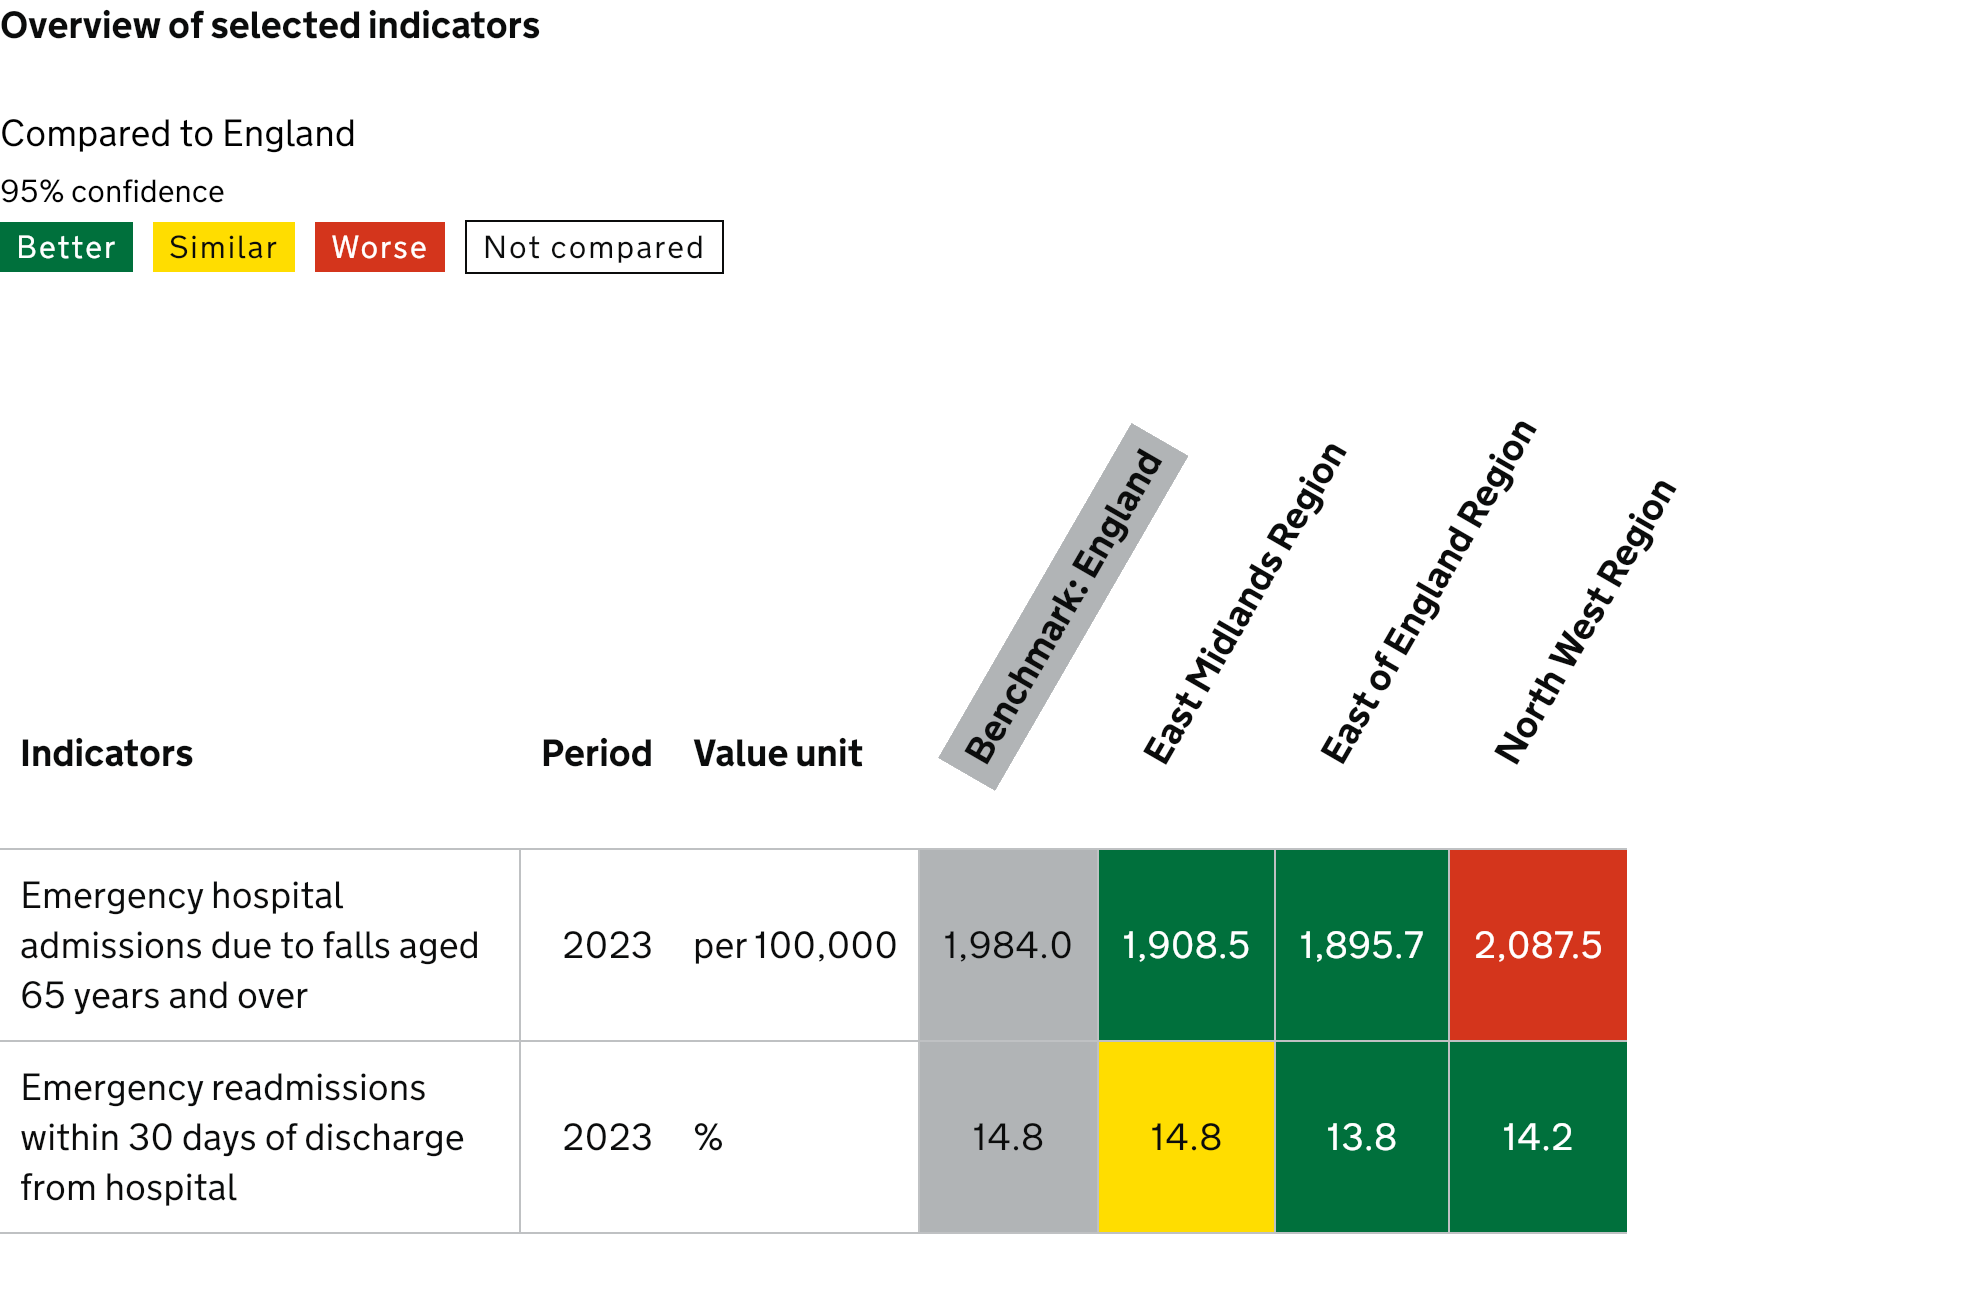 Overview of selected indicators
Compared to England
95% confidence
Better Similar Worse Not compared
Indicators Period Value unit Benchmark: England East Midlands Region East of England Region North West Region
Emergency hospital
admissions due to falls aged
65 years and over
2023 per 100,000 1,984.0 1,908.5 1,895.7 2,087.5
Emergency readmissions
within 30 days of discharge
from hospital
2023 % 14.8 14.8 13.8 14.2